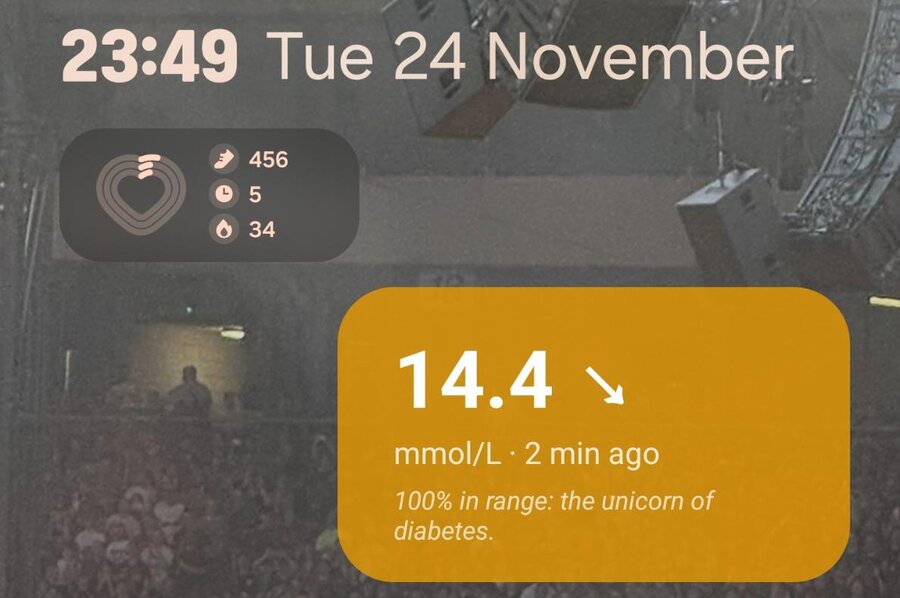 23:49 Tue 24 November
456
5
34
14.4 ↘
mmol/L · 2 min ago
100% in range: the unicorn of
diabetes.